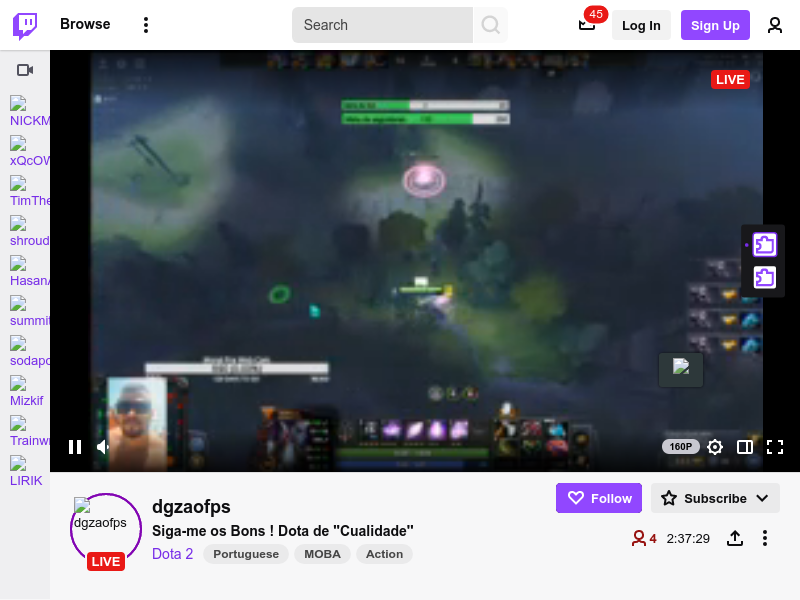 Browse
Search
45
Log In
Sign Up
NICKM
xQcOW
TimThe
shroud
HasanA
summit
sodapo
Mizkif
Trainw
LIRIK
LIVE
160P
dgzaofps
LIVE
dgzaofps
Siga-me os Bons ! Dota de "Cualidade"
Dota 2
Portuguese
MOBA
Action
Follow
Subscribe
4
2:37:29